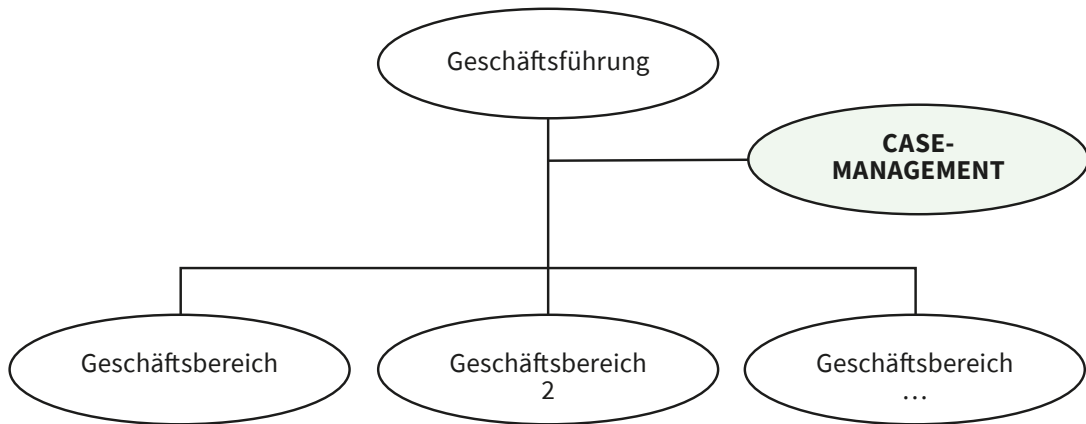 Geschäftsführung
CASE-
MANAGEMENT
Geschäftsbereich
Geschäftsbereich
2
Geschäftsbereich
…